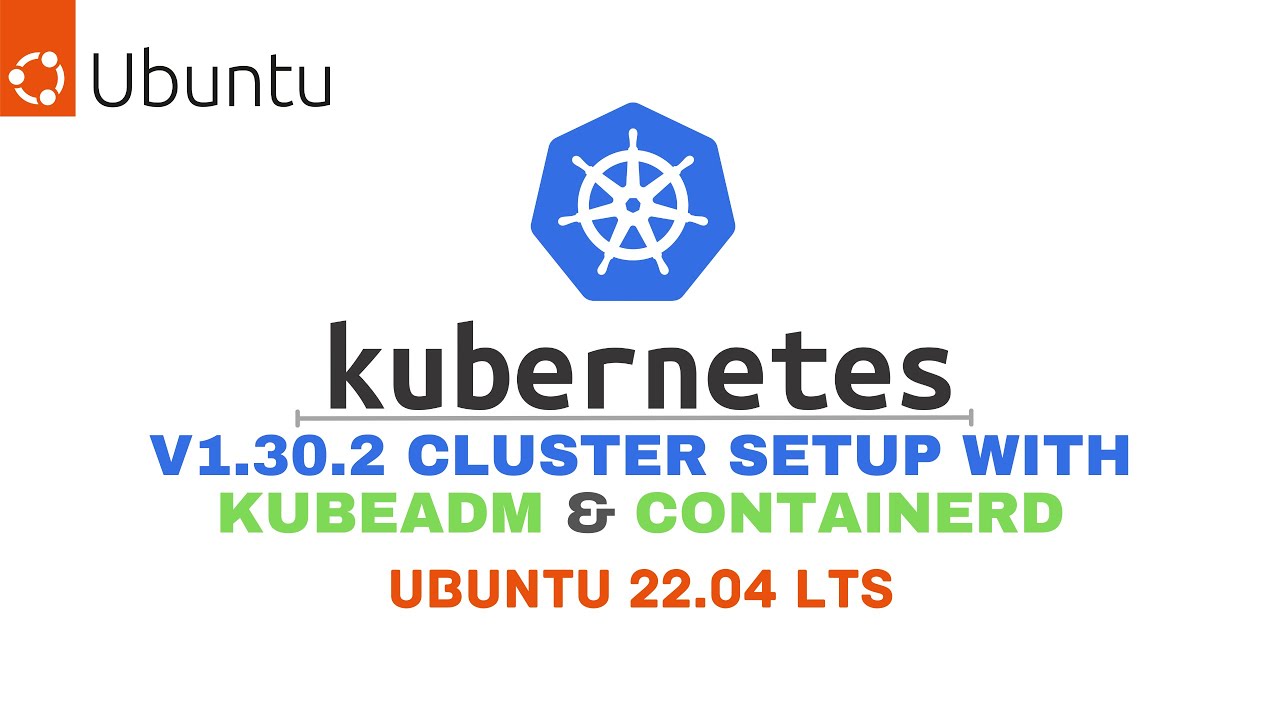 Ubuntu
kubernetes
V1.30.2 CLUSTER SETUP WITH
KUBEADM & CONTAINERD
UBUNTU 22.04 LTS